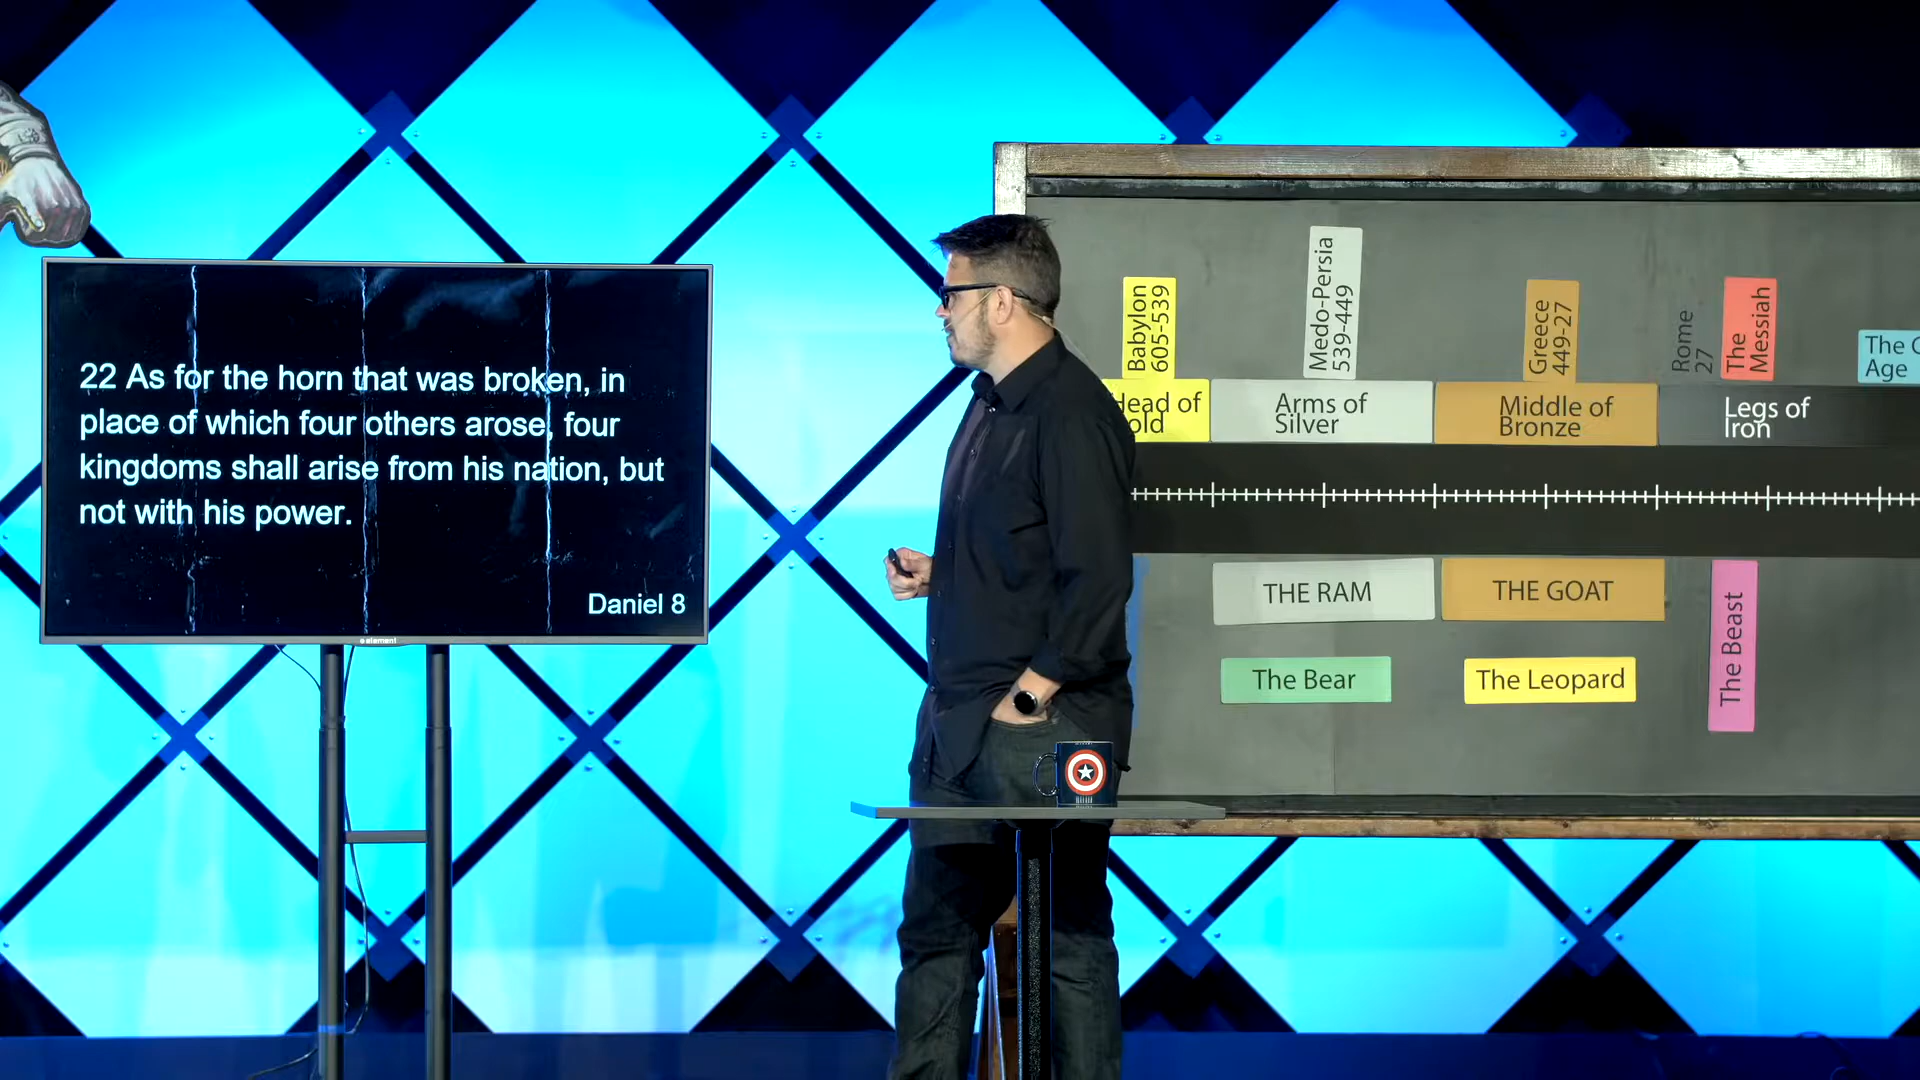 22 As for the horn that was broken, in
place of which four others arose, four
kingdoms shall arise from his nation, but
not with his power.
Daniel 8
element
Babylon
605-539
Medo-Persia
539-449
Greece
449-27
Rome
27
The
Messiah
The C
Age
Head of
old
Arms of
Silver
Middle of
Bronze
Legs of
Iron
THE RAM
THE GOAT
The Bear
The Leopard
The Beast